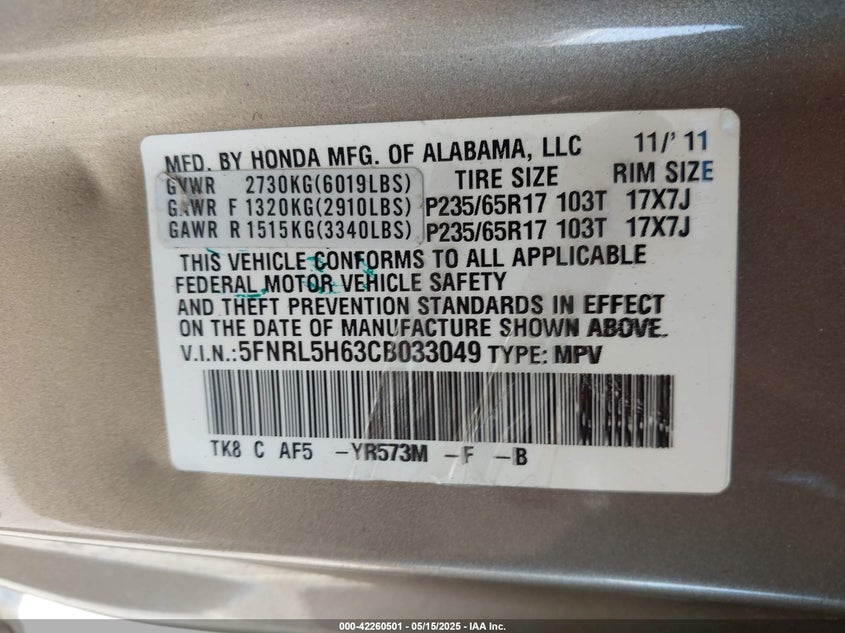 MFD. BY HONDA MFG. OF ALABAMA, LLC 11/'11
GVWR 2730KG(6019LBS) TIRE SIZE RIM SIZE
GAWR F 1320KG(2910LBS) P235/65R17 103T 17X7J
GAWR R 1515KG(3340LBS) P235/65R17 103T 17X7J
THIS VEHICLE CONFORMS TO ALL APPLICABLE
FEDERAL MOTOR VEHICLE SAFETY
AND THEFT PREVENTION STANDARDS IN EFFECT
ON THE DATE OF MANUFACTURE SHOWN ABOVE.
V.I.N.:5FNRL5H63CB033049 TYPE: MPV
TK8 C AF5 -YR573M -F -B
000-42260501 - 05/15/2025 - IAA Inc.